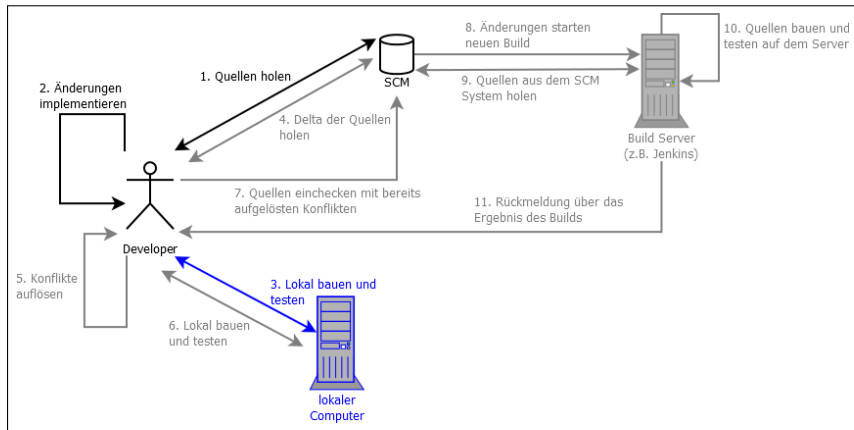 1. Quellen holen
2. Änderungen
implementieren
SCM
4. Delta der Quellen
holen
8. Änderungen starten
neuen Build
9. Quellen aus dem SCM
System holen
10. Quellen bauen und
testen auf dem Server
Build Server
(z.B. Jenkins)
7. Quellen einchecken mit bereits
aufgelösten Konflikten
11. Rückmeldung über das
Ergebnis des Builds
Developer
5. Konflikte
auflösen
3. Lokal bauen und
testen
6. Lokal bauen
und testen
lokaler
Computer